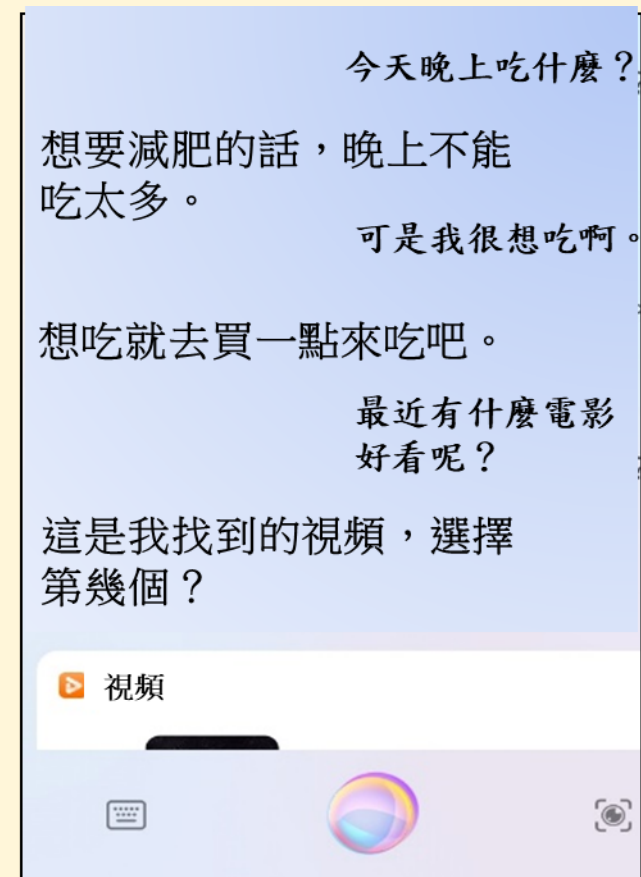 今天晚上吃什麼？
想要減肥的話，晚上不能
吃太多。
可是我很想吃啊。
想吃就去買一點來吃吧。
最近有什麼電影
好看呢？
這是我找到的視頻，選擇
第幾個？
視頻